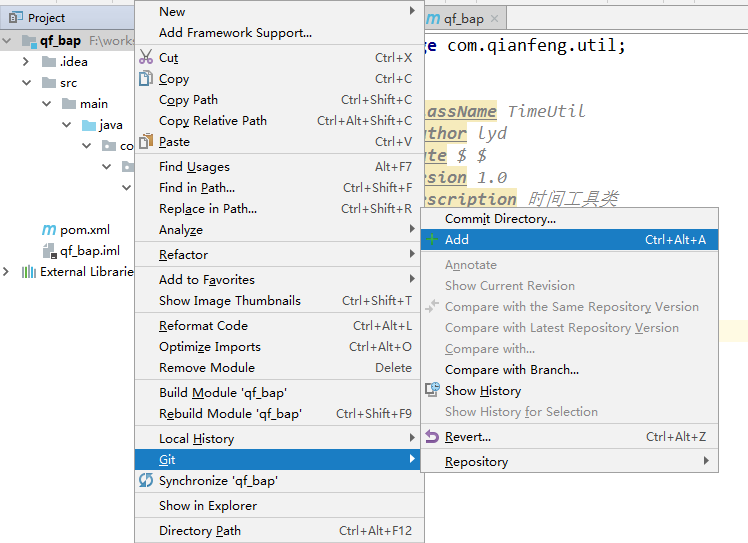 Project
qf_bap
qf_bap F:\works
.idea
src
main
java
co
pom.xml
qf_bap.iml
External Librarie
New
Add Framework Support...
Cut Ctrl+X
Copy Ctrl+C
Copy Path Ctrl+Shift+C
Copy Relative Path Ctrl+Alt+Shift+C
Paste Ctrl+V
Find Usages Alt+F7
Find in Path... Ctrl+Shift+F
Replace in Path... Ctrl+Shift+R
Analyze
Refactor
Add to Favorites
Show Image Thumbnails Ctrl+Shift+T
Reformat Code Ctrl+Alt+L
Optimize Imports Ctrl+Alt+O
Remove Module Delete
Build Module 'qf_bap'
Rebuild Module 'qf_bap' Ctrl+Shift+F9
Local History
Git
Synchronize 'qf_bap'
Show in Explorer
Directory Path Ctrl+Alt+F12
ge com.qianfeng.util;
assName TimeUtil
thor lyd
te $ $
rsion 1.0
scription 时间工具类
Commit Directory...
Add Ctrl+Alt+A
Annotate
Show Current Revision
Compare with the Same Repository Version
Compare with Latest Repository Version
Compare with...
Compare with Branch...
Show History
Show History for Selection
Revert... Ctrl+Alt+Z
Repository